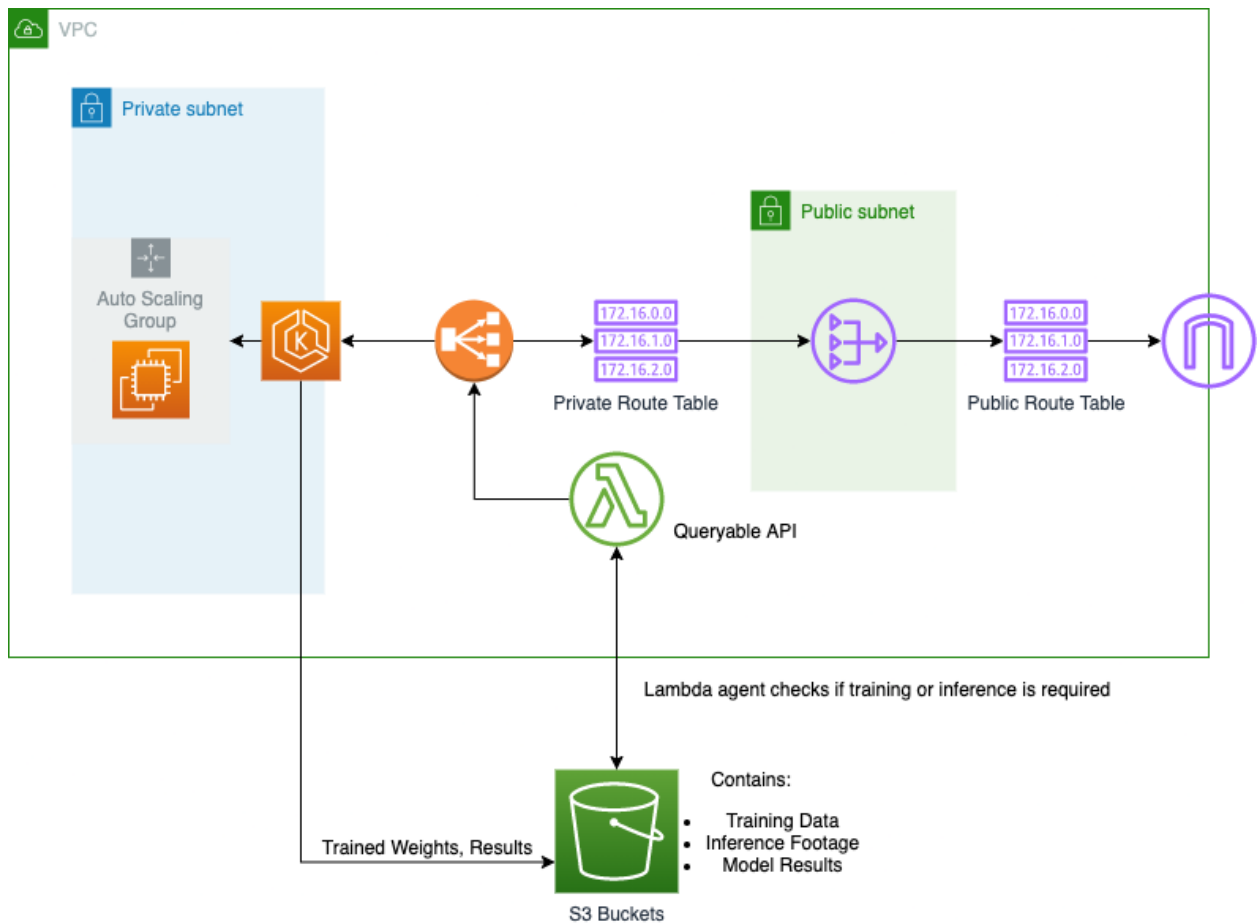 VPC
Private subnet
Public subnet
Auto Scaling
Group
K
172.16.0.0
172.16.1.0
172.16.2.0
Private Route Table
172.16.0.0
172.16.1.0
172.16.2.0
Public Route Table
Queryable API
Lambda agent checks if training or inference is required
Contains:
• Training Data
• Inference Footage
• Model Results
Trained Weights, Results
S3 Buckets